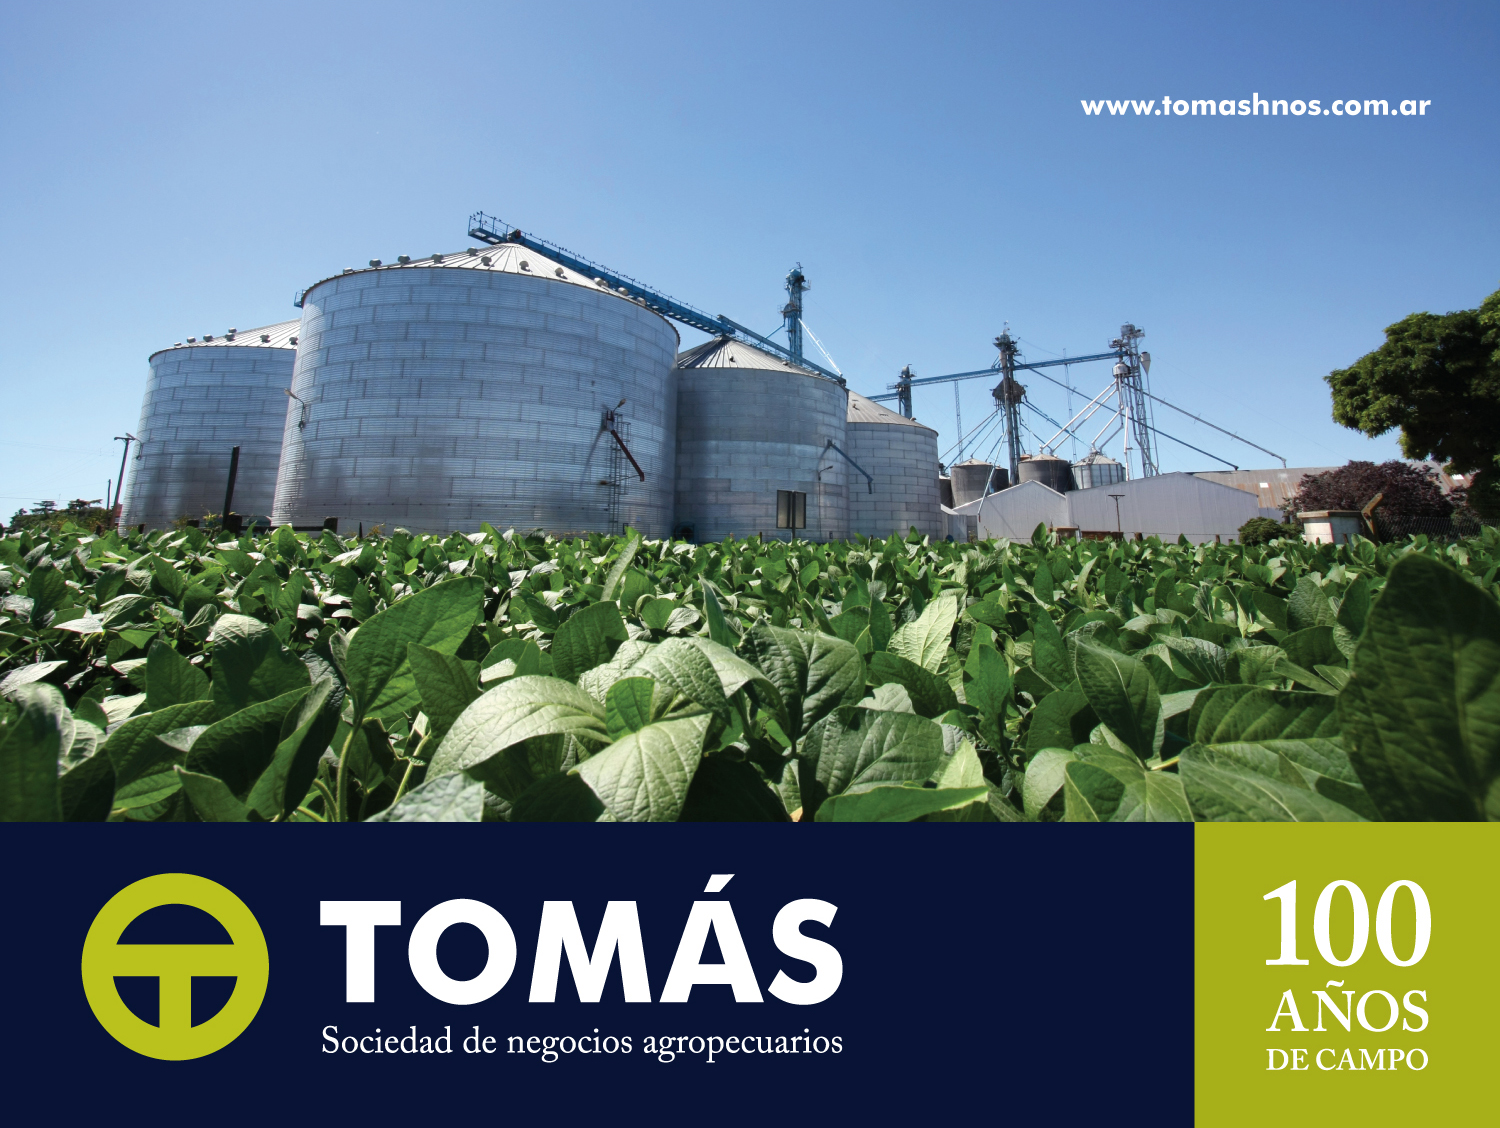 www.tomashnos.com.ar
TOMÁS
Sociedad de negocios agropecuarios
100
AÑOS
DE CAMPO